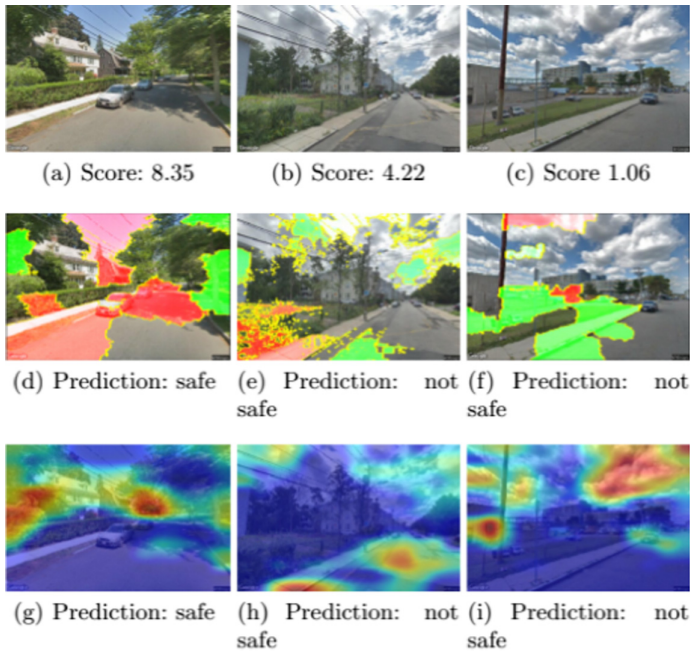 (a) Score: 8.35
(b) Score: 4.22
(c) Score 1.06
(d) Prediction: safe
(e) Prediction: not
safe
(f) Prediction: not
safe
(g) Prediction: safe
(h) Prediction: not
safe
(i) Prediction: not
safe